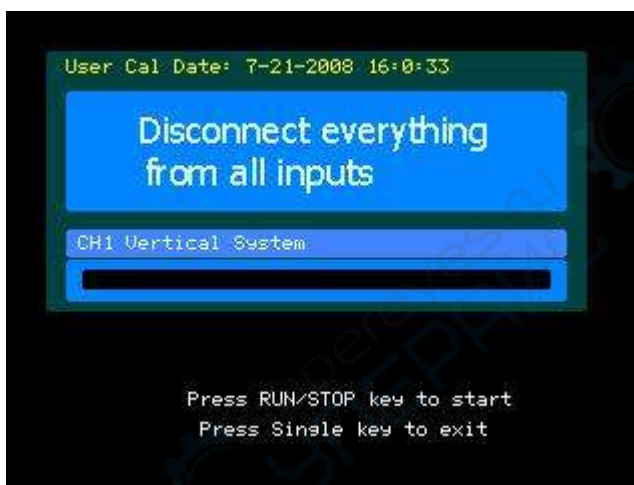 User Cal Date: 7-21-2008 16:0:33
Disconnect everything
from all inputs
CH1 Vertical System
Press RUN/STOP key to start
Press Single key to exit